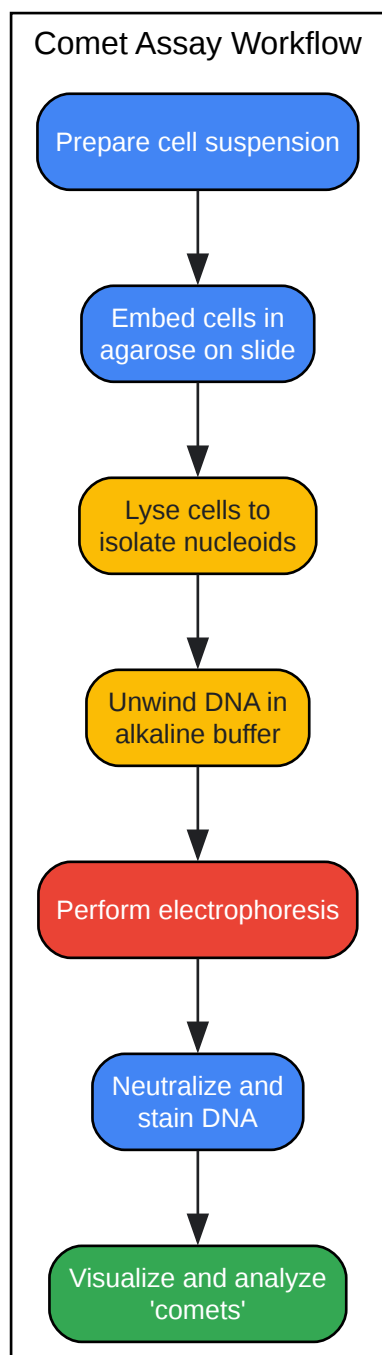 Comet Assay Workflow
Prepare cell suspension
Embed cells in
agarose on slide
Lyse cells to
isolate nucleoids
Unwind DNA in
alkaline buffer
Perform electrophoresis
Neutralize and
stain DNA
Visualize and analyze
'comets'